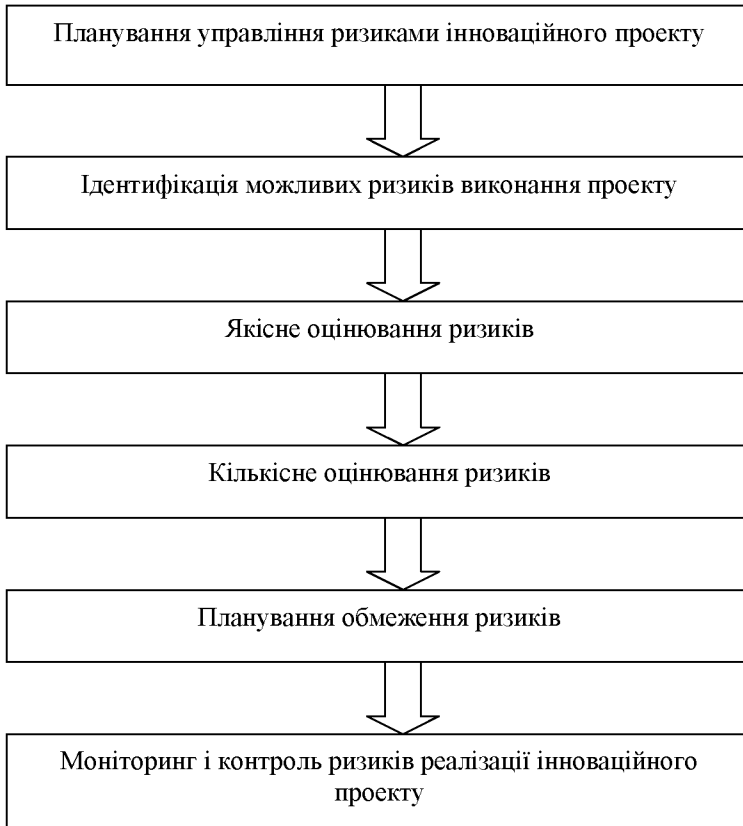 Планування управління ризиками інноваційного проекту
Ідентифікація можливих ризиків виконання проекту
Якісне оцінювання ризиків
Кількісне оцінювання ризиків
Планування обмеження ризиків
Моніторинг і контроль ризиків реалізації інноваційного
проекту